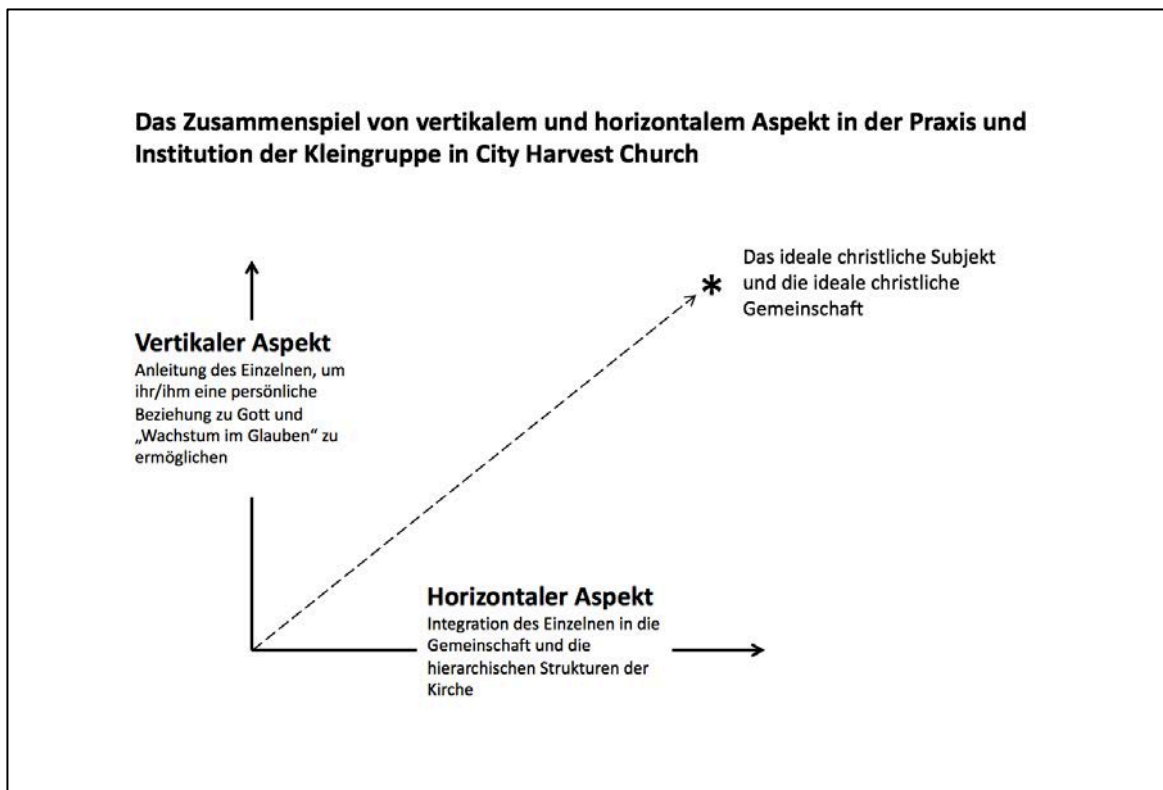 Das Zusammenspiel von vertikalem und horizontalem Aspekt in der Praxis und
Institution der Kleingruppe in City Harvest Church
Das ideale christliche Subjekt
und die ideale christliche
Gemeinschaft
*
Vertikaler Aspekt
Anleitung des Einzelnen, um
ihr/ihm eine persönliche
Beziehung zu Gott und
„Wachstum im Glauben“ zu
ermöglichen
Horizontaler Aspekt
Integration des Einzelnen in die
Gemeinschaft und die
hierarchischen Strukturen der
Kirche